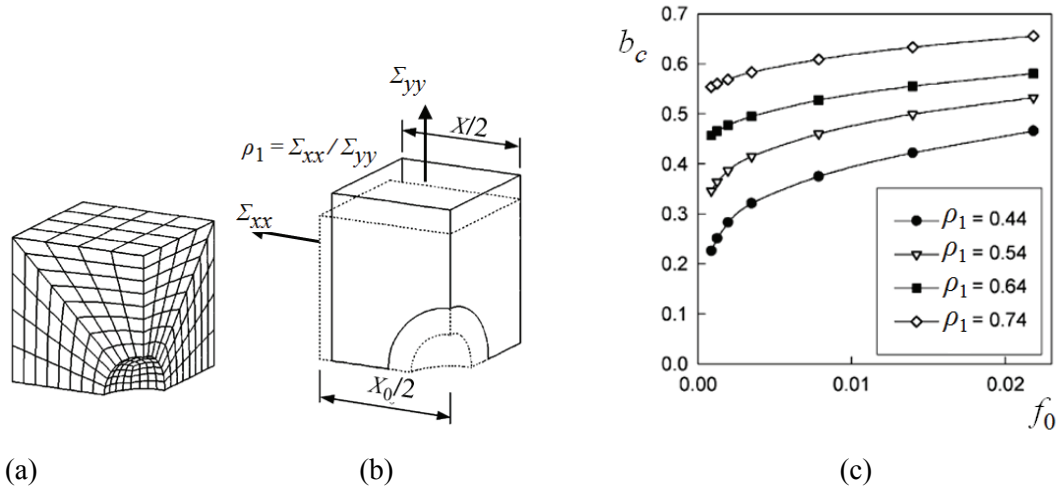 Σyy
X/2
ρ1 = Σxx / Σyy
Σxx
X0/2
bc
0.7
0.6
0.5
0.4
0.3
0.2
0.1
0.0
ρ1 = 0.44
ρ1 = 0.54
ρ1 = 0.64
ρ1 = 0.74
0.00
0.01
0.02
f0
(a)
(b)
(c)